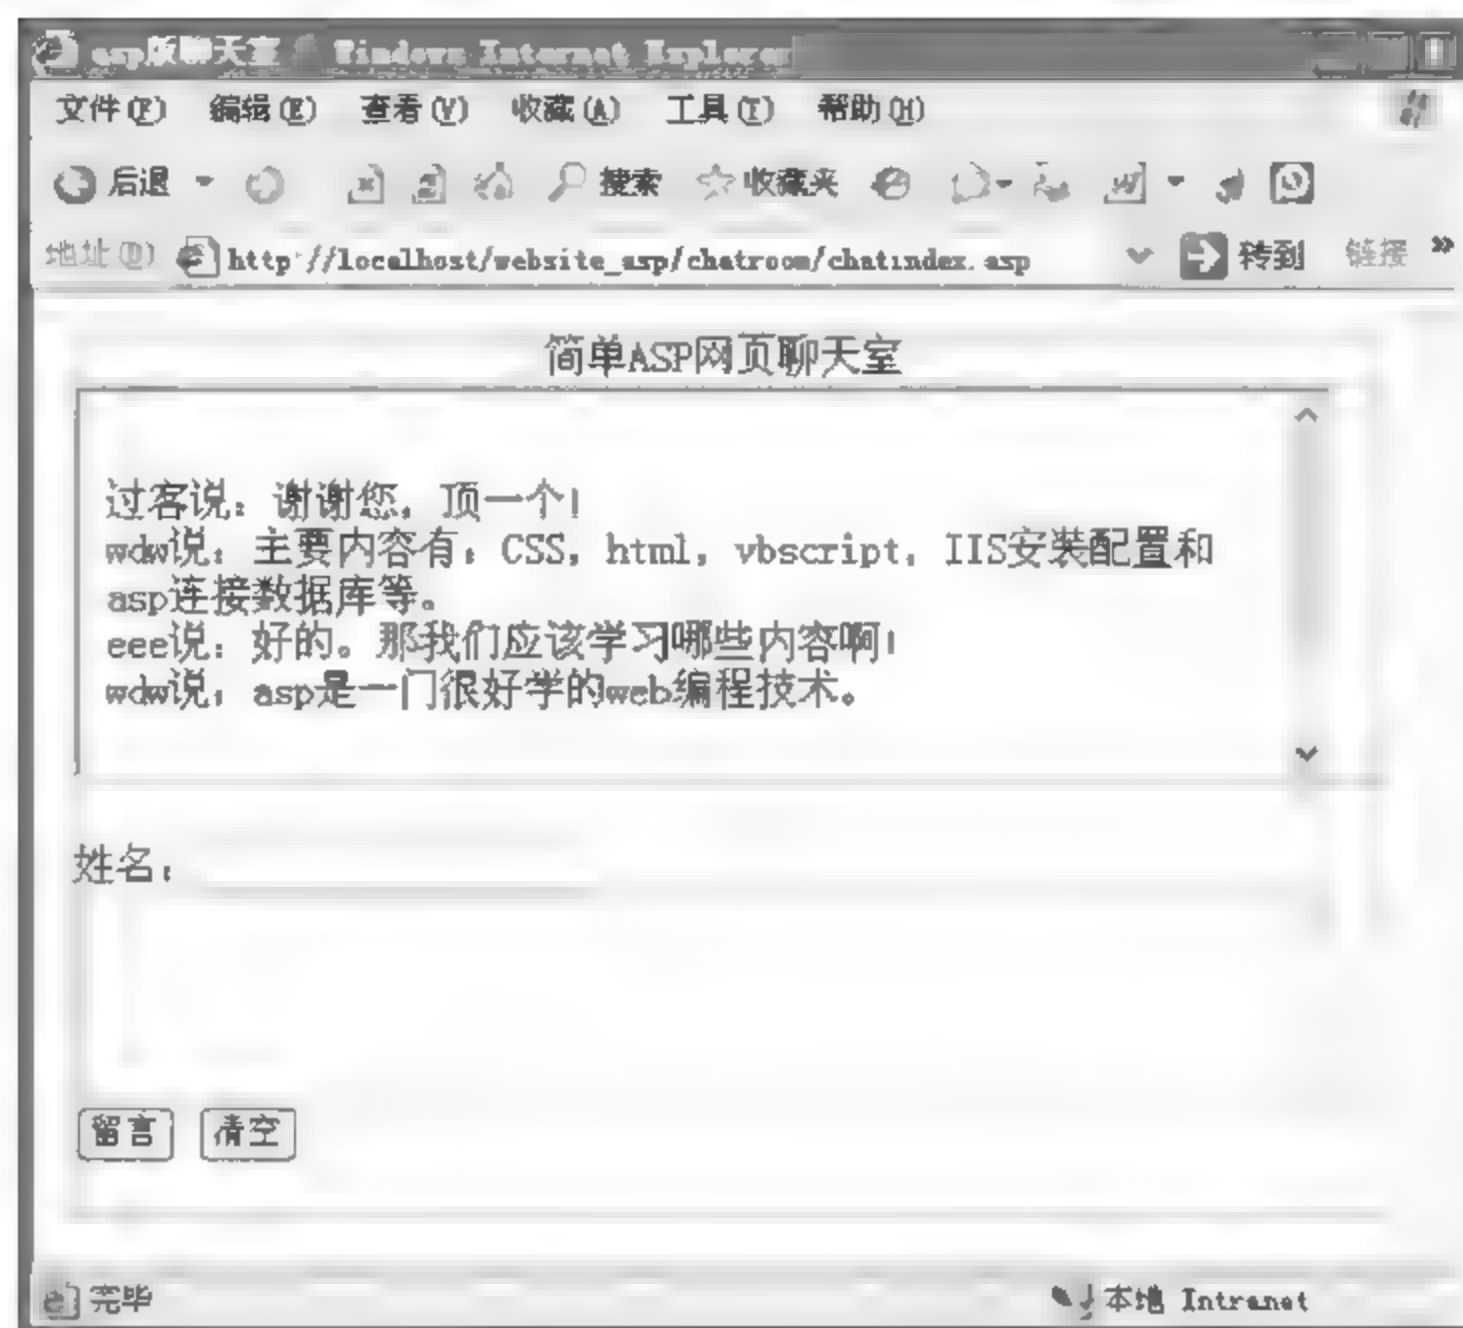 asp版聊天室 - Windows Internet Explorer
文件(F) 编辑(E) 查看(V) 收藏(A) 工具(T) 帮助(H)
后退 搜索 收藏夹
地址(D) http://localhost/website_asp/chatroom/chatindex.asp 转到 链接 »
简单ASP网页聊天室
过客说：谢谢您，顶一个！
wdw说：主要内容有：CSS，html，vbscript，IIS安装配置和
asp连接数据库等。
eee说：好的。那我们应该学习哪些内容啊！
wdw说：asp是一门很好学的web编程技术。
姓名：
留言 清空
完毕 本地 Intranet